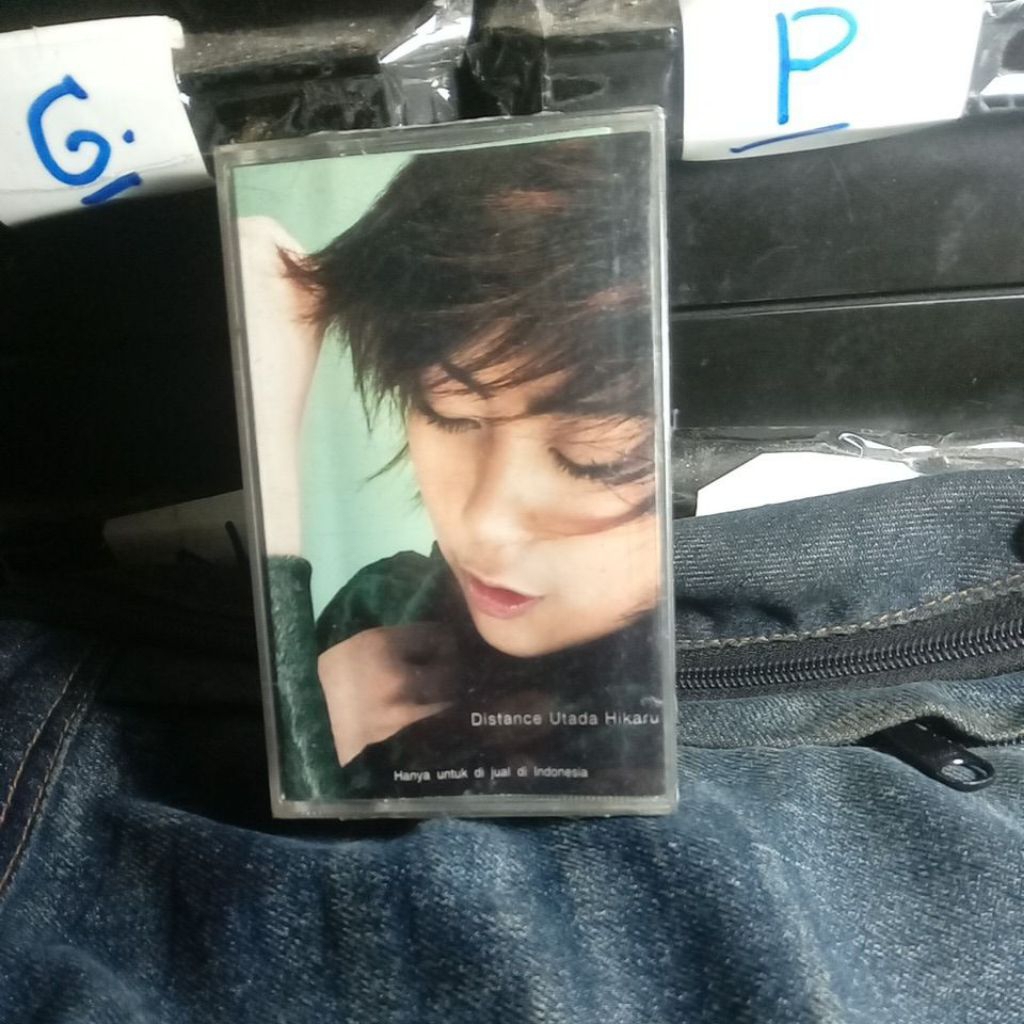 G.
P
Distance Utada Hikaru
Hanya untuk di jual di Indonesia